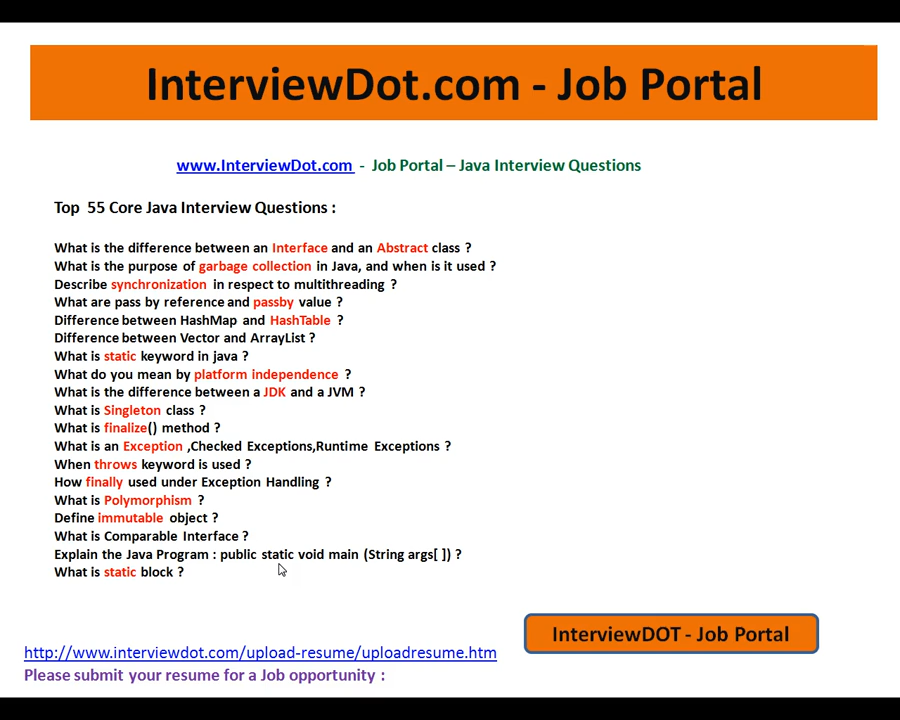 InterviewDot.com - Job Portal
www.InterviewDot.com - Job Portal – Java Interview Questions
Top 55 Core Java Interview Questions :
What is the difference between an Interface and an Abstract class ?
What is the purpose of garbage collection in Java, and when is it used ?
Describe synchronization in respect to multithreading ?
What are pass by reference and passby value ?
Difference between HashMap and HashTable ?
Difference between Vector and ArrayList ?
What is static keyword in java ?
What do you mean by platform independence ?
What is the difference between a JDK and a JVM ?
What is Singleton class ?
What is finalize() method ?
What is an Exception ,Checked Exceptions,Runtime Exceptions ?
When throws keyword is used ?
How finally used under Exception Handling ?
What is Polymorphism ?
Define immutable object ?
What is Comparable Interface ?
Explain the Java Program : public static void main (String args[ ]) ?
What is static block ?
InterviewDOT - Job Portal
http://www.interviewdot.com/upload-resume/uploadresume.htm
Please submit your resume for a Job opportunity :